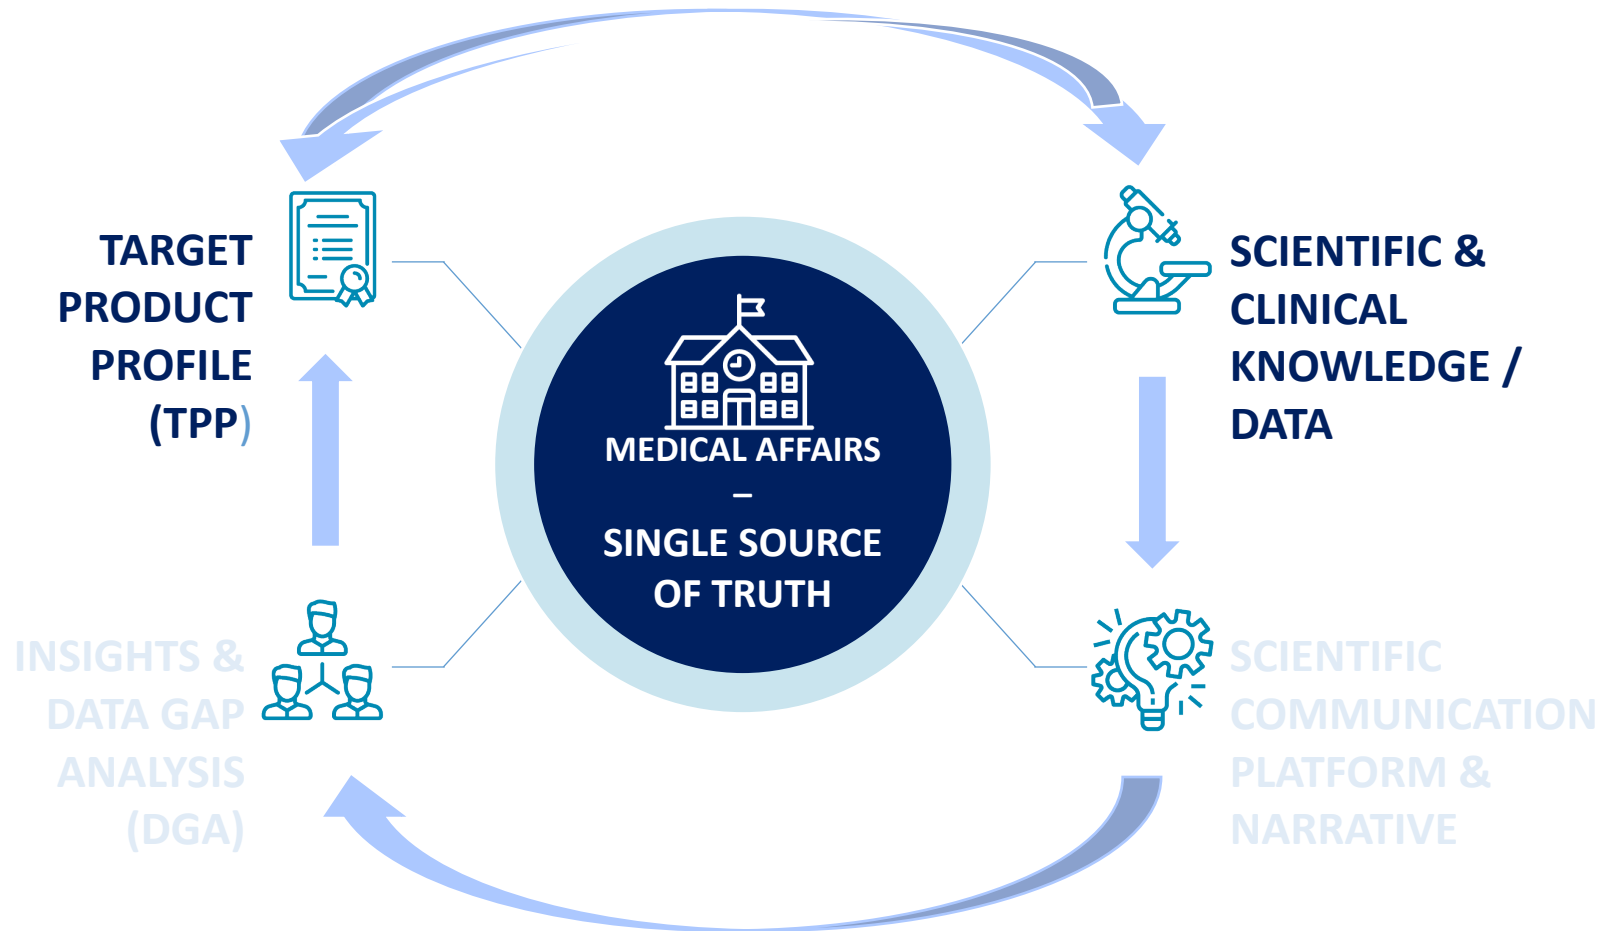 TARGET
PRODUCT
PROFILE
(TPP)
MEDICAL AFFAIRS
–
SINGLE SOURCE
OF TRUTH
SCIENTIFIC &
CLINICAL
KNOWLEDGE /
DATA
INSIGHTS &
DATA GAP
ANALYSIS
(DGA)
SCIENTIFIC
COMMUNICATION
PLATFORM &
NARRATIVE